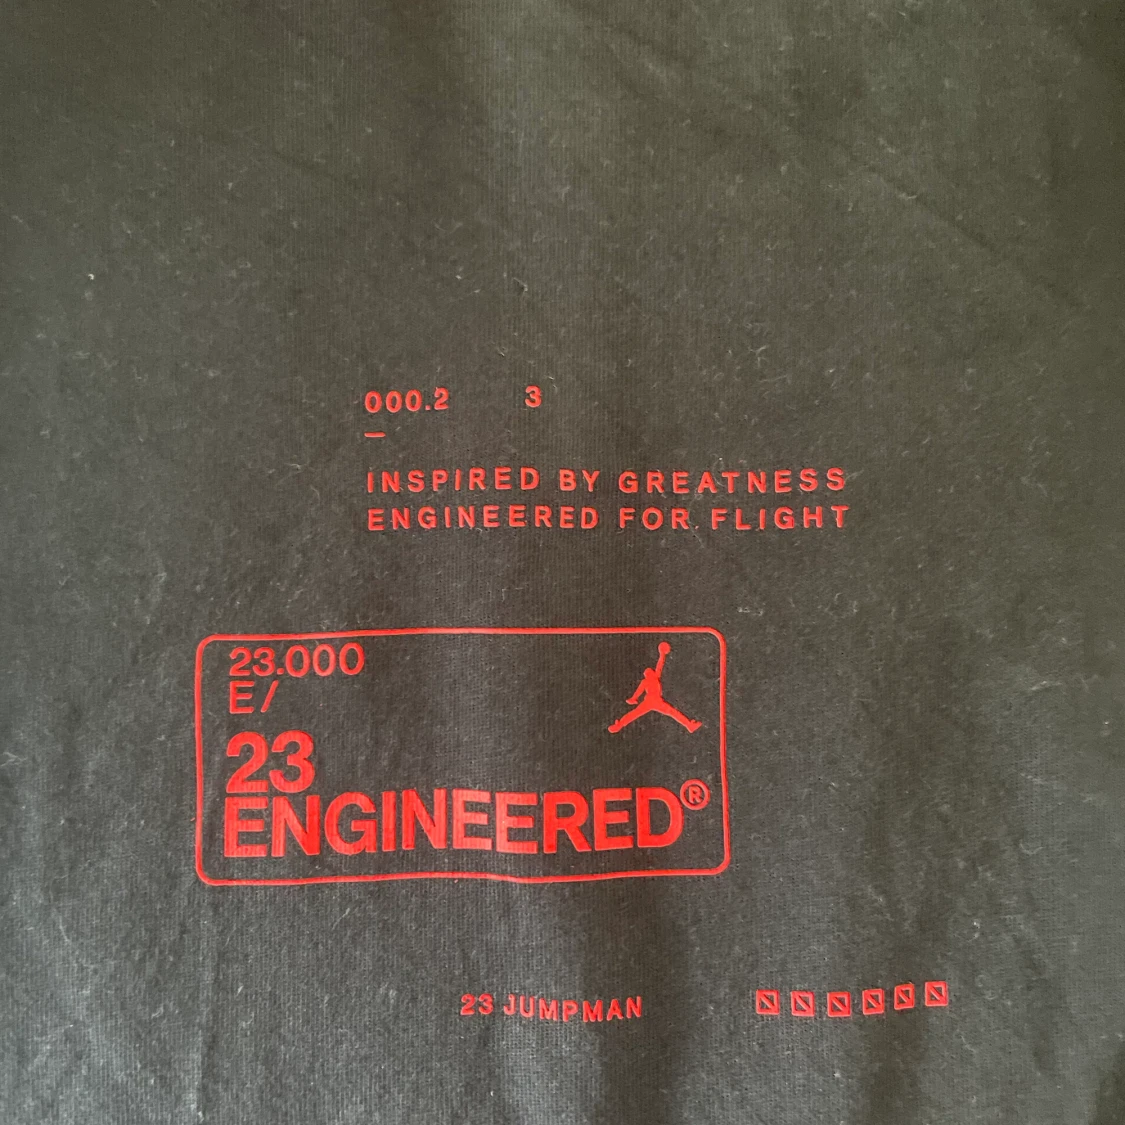 000.2 3
INSPIRED BY GREATNESS
ENGINEERED FOR FLIGHT
23.000
E/
23
ENGINEERED®
23 JUMPMAN